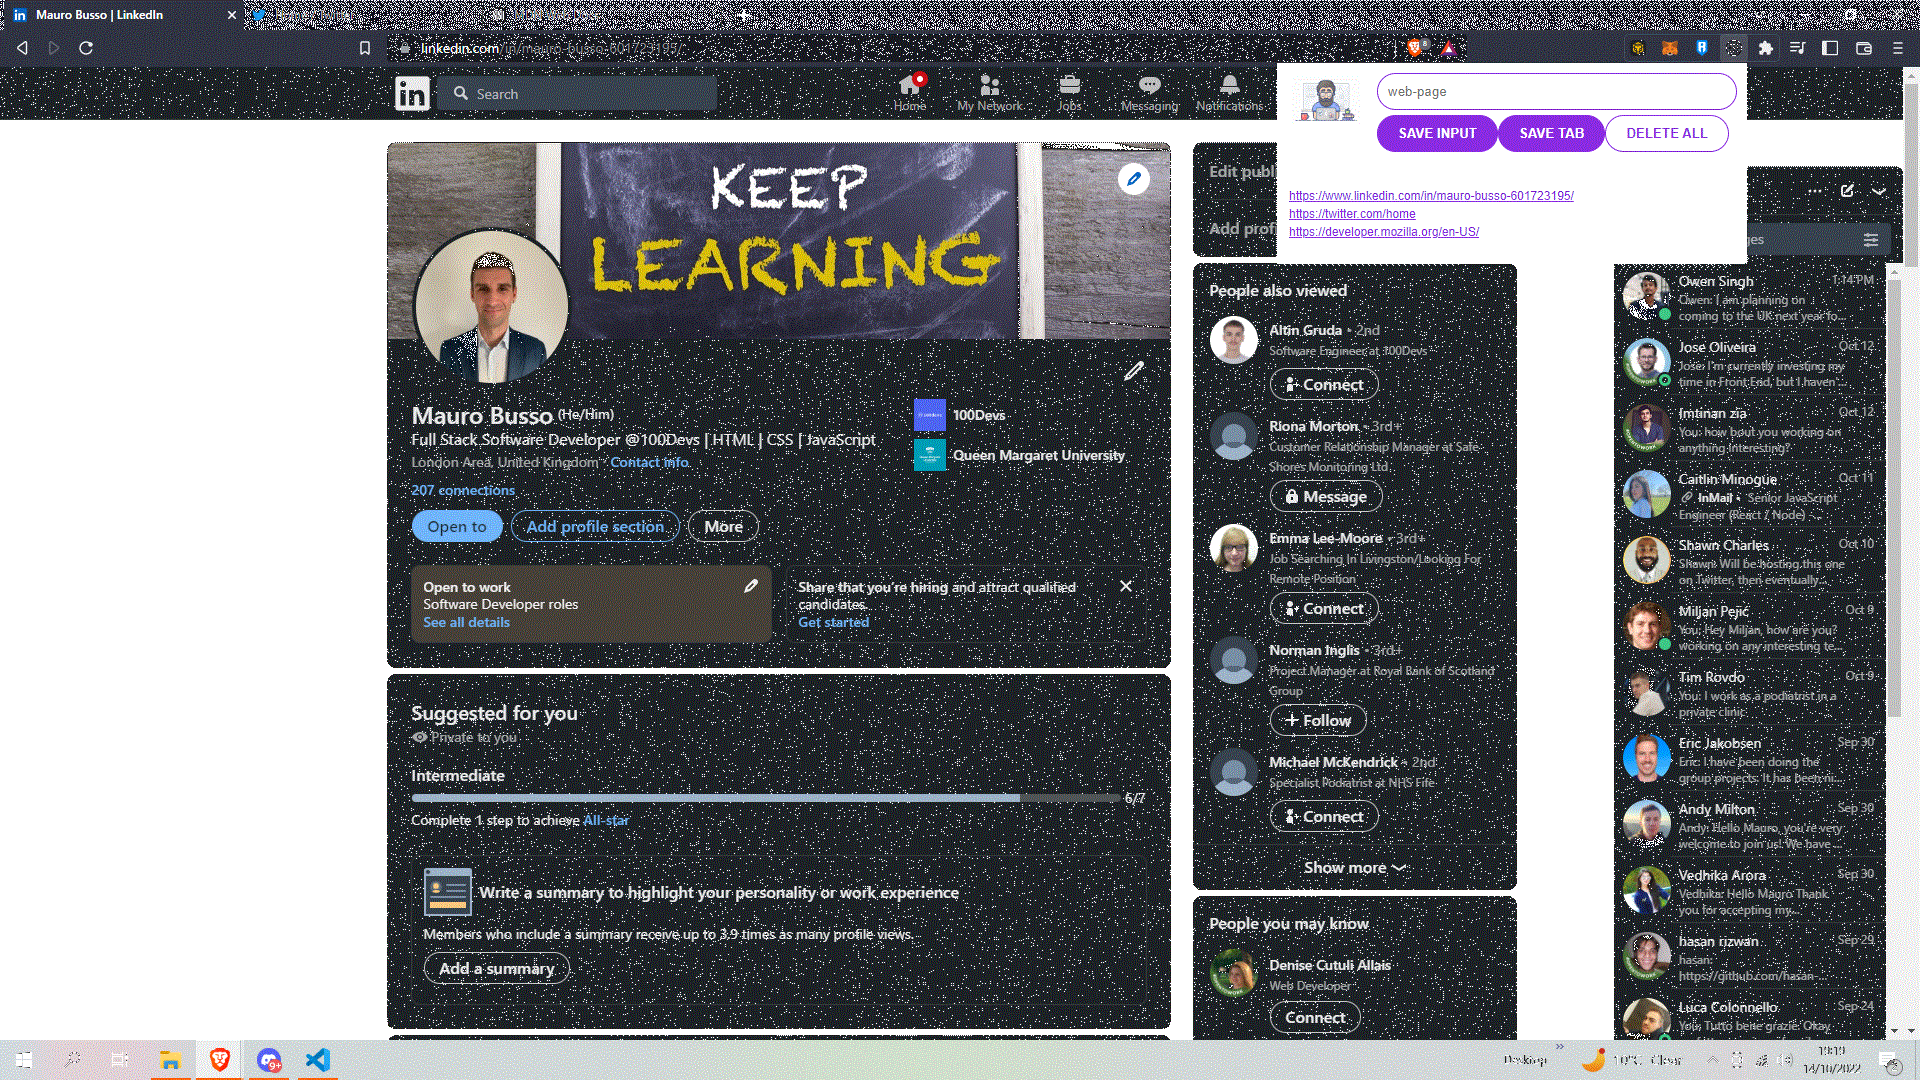 Mauro Busso | LinkedIn
linkedin.com/in/mauro-busso-601723195/
Search
Home
My Network
Jobs
Messaging
Notifications
web-page
SAVE INPUT
SAVE TAB
DELETE ALL
https://www.linkedin.com/in/mauro-busso-601723195/
https://twitter.com/home
https://developer.mozilla.org/en-US/
KEEP
LEARNING
Mauro Busso (He/Him)
Full Stack Software Developer @100Devs | HTML | CSS | JavaScript
London Area, United Kingdom · Contact info
207 connections
100Devs
Queen Margaret University
Open to
Add profile section
More
Open to work
Software Developer roles
See all details
Share that you're hiring and attract qualified
candidates.
Get started
Suggested for you
Private to you
Intermediate
6/7
Complete 1 step to achieve All-star
Write a summary to highlight your personality or work experience
Members who include a summary receive up to 3.9 times as many profile views.
Add a summary
Edit publ
Add profi
People also viewed
Altin Gruda • 2nd
Software Engineer at 100Devs
Connect
Riona Morton • 3rd+
Customer Relationship Manager at Safe
Shores Monitoring Ltd
Message
Emma Lee-Moore • 3rd+
Job Searching In Livingston/Looking For
Remote Position
Connect
Norman Inglis • 3rd+
Project Manager at Royal Bank of Scotland
Group
Follow
Michael McKendrick • 2nd
Specialist Podiatrist at NHS Fife
Connect
Show more
People you may know
Denise Cutuli Allais
Web Developer
Connect
ges
Owen Singh
1:14 PM
Owen: I am planning on
coming to the UK next year fo...
Jose Oliveira
Oct 12
Jose: I'm currently investing my
time in Front End, but I haven'...
Imtinan zia
Oct 12
You: how bout you working on
anything Interesting?
Caitlin Minogue
Oct 11
InMail • Senior JavaScript
Engineer (React / Node) - ...
Shawn Charles
Oct 10
Shawn: Will be hosting this one
on Twitter, then eventually...
Miljan Pejić
Oct 9
You: Hey Miljan, how are you?
working on any interesting te...
Tim Rovdo
Oct 9
You: I work as a podiatrist in a
private clinic
Eric Jakobsen
Sep 30
Eric: I have been doing the
group projects. It has been ni...
Andy Milton
Sep 30
Andy: Hello Mauro, you're very
welcome to join us! We have ...
Vedhika Arora
Sep 30
Vedhika: Hello Mauro Thank
you for accepting my...
hasan rizwan
Sep 29
hasan:
https://github.com/hasan-...
Luca Colonnello
Sep 24
You: Tutto bene grazie. Okay
9+
Desktop
10°C Clear
19:19
14/10/2022